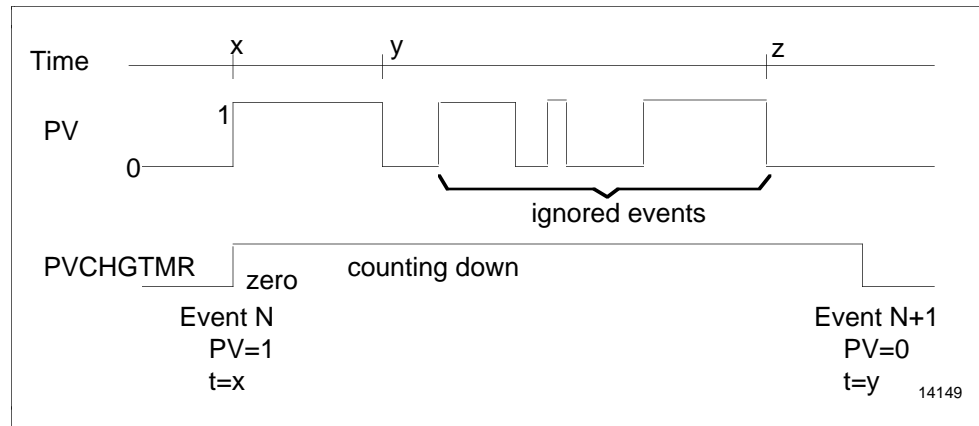 x y z
Time
1
PV
0
ignored events
PVCHGTMR zero counting down
Event N Event N+1
PV=1 PV=0
t=x t=y
14149